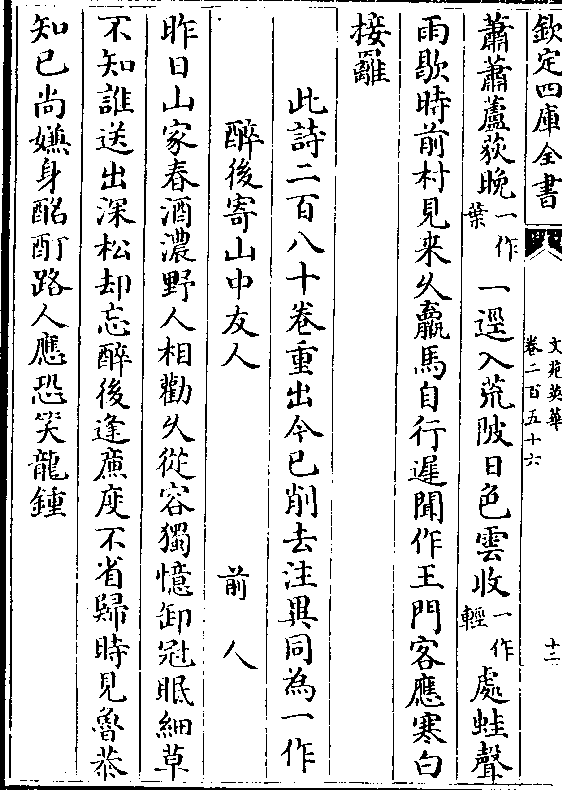 欽定四庫全書
文苑英華
卷二百五十六
十二
蕭蕭蘆荻晚一作葉一逕入荒陂日色雲收一作輕處蛙聲
雨歇時前村見來久羸馬自行遲聞作王門客應寒白
接䍦
此詩二百八十卷重出今已削去注異同為一作
醉後寄山中友人 前人
昨日山家春酒濃野人相勸久從容獨憶卸冠眠細草
不知誰送出深松却忘醉後逢廉度不省歸時見魯恭
知己尚嫌身酩酊路人應恐笑龍鍾